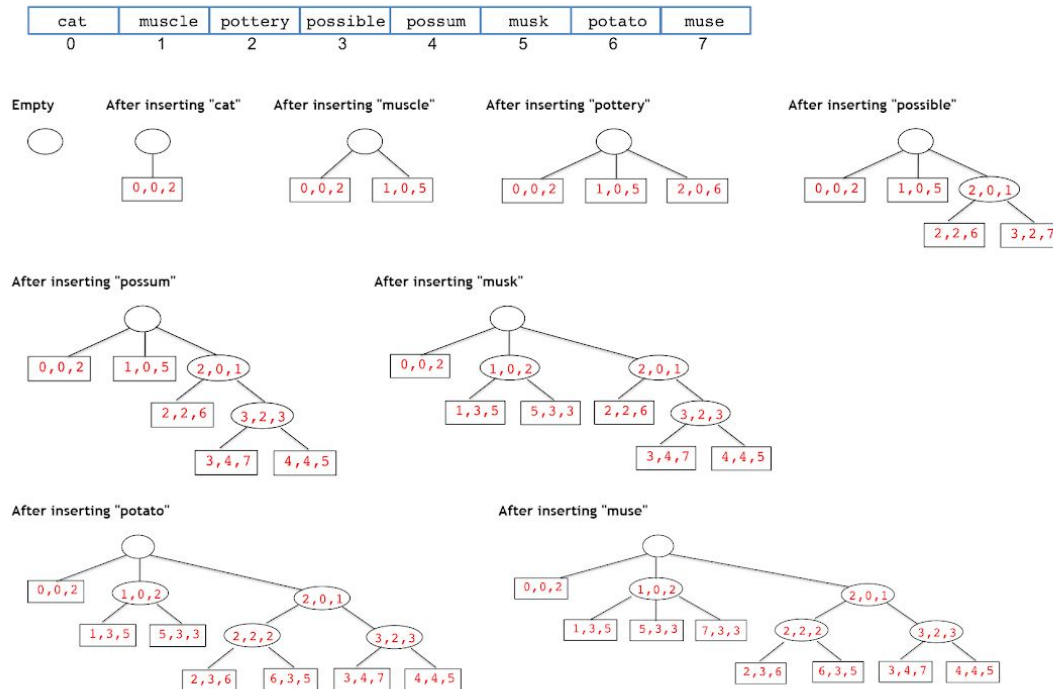 cat muscle pottery possible possum musk potato muse
0 1 2 3 4 5 6 7
Empty After inserting "cat" After inserting "muscle" After inserting "pottery" After inserting "possible"
0,0,2 0,0,2 1,0,5 0,0,2 1,0,5 2,0,6 0,0,2 1,0,5 2,0,1
2,2,6 3,2,7
After inserting "possum" After inserting "musk"
0,0,2 1,0,5 2,0,1 0,0,2 1,0,2 2,0,1
2,2,6 3,2,3 1,3,5 5,3,3 2,2,6 3,2,3
3,4,7 4,4,5 3,4,7 4,4,5
After inserting "potato" After inserting "muse"
0,0,2 1,0,2 2,0,1 0,0,2 1,0,2 2,0,1
1,3,5 5,3,3 2,2,2 3,2,3 1,3,5 5,3,3 7,3,3 2,2,2 3,2,3
2,3,6 6,3,5 3,4,7 4,4,5 2,3,6 6,3,5 3,4,7 4,4,5